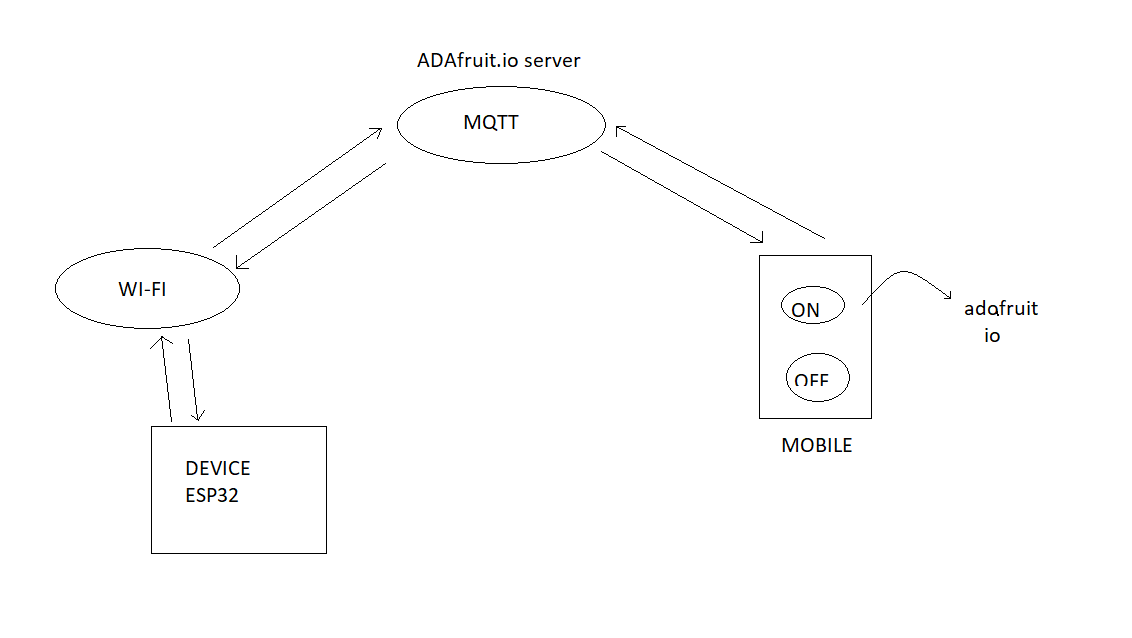 ADAfruit.io server
MQTT
WI-FI
ON
adafruit
io
OFF
MOBILE
DEVICE
ESP32